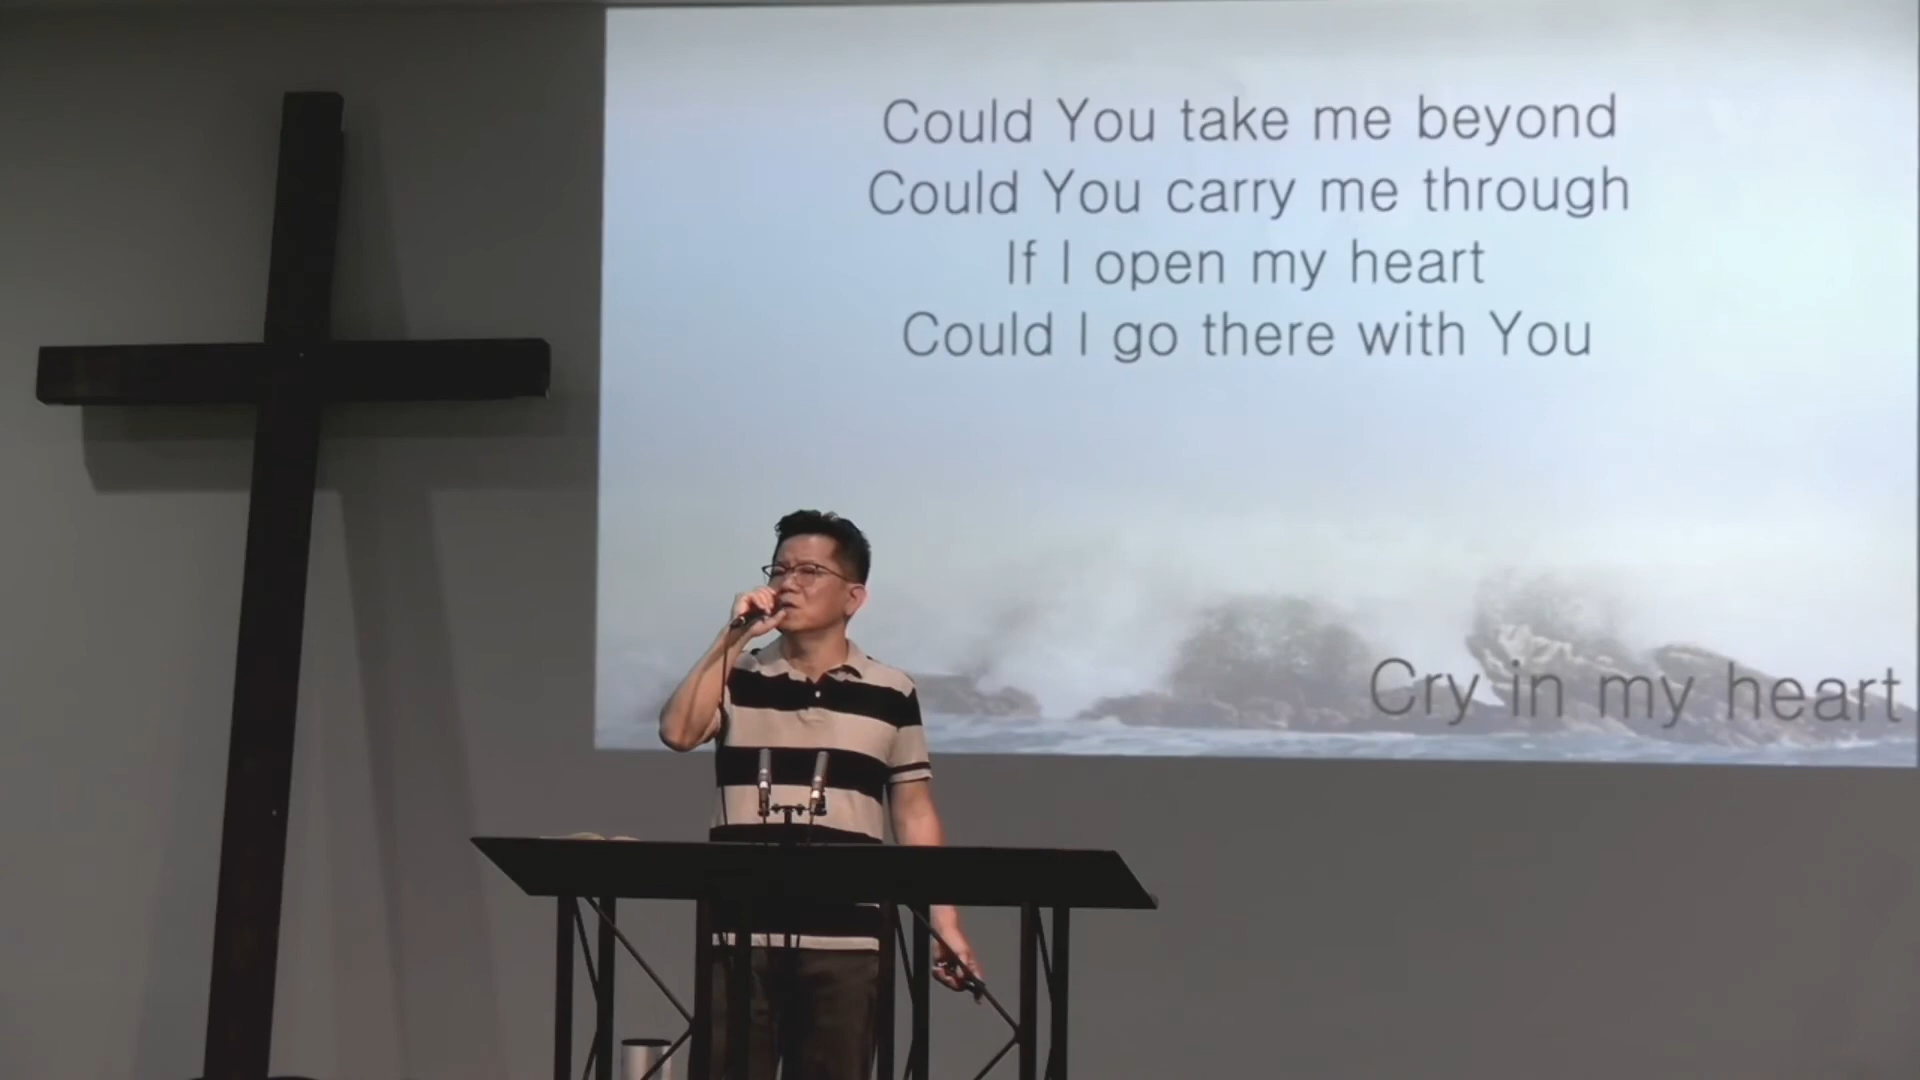 Could You take me beyond
Could You carry me through
If I open my heart
Could I go there with You
Cry in my heart